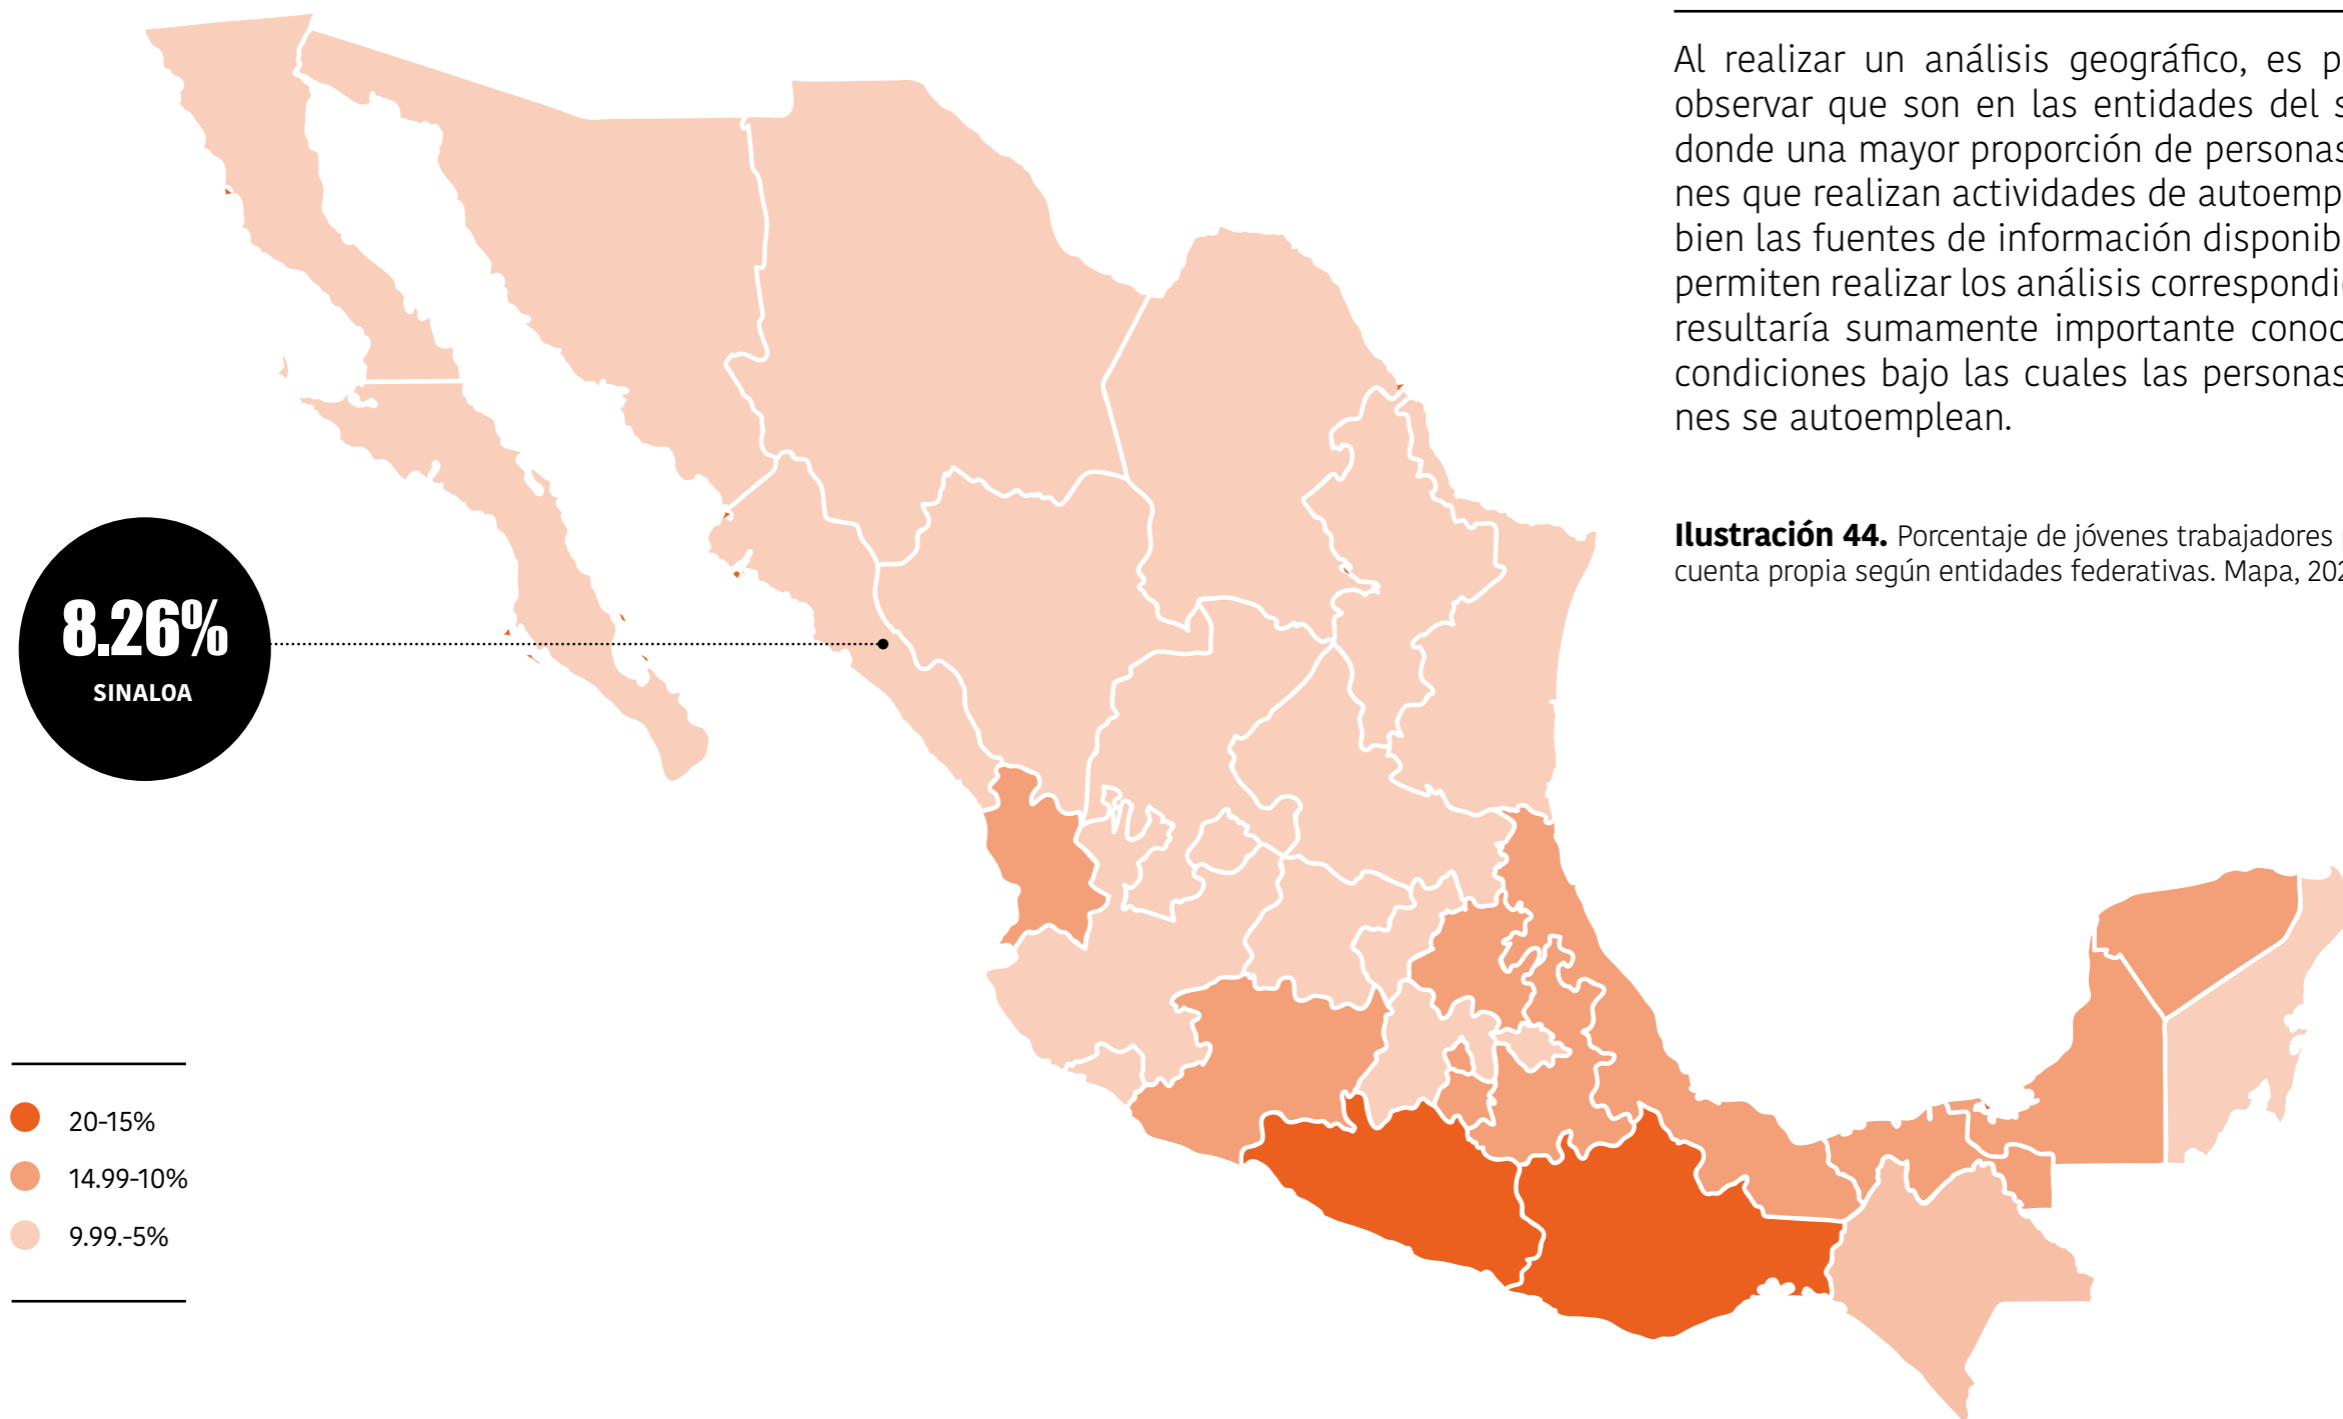 Al realizar un análisis geográfico, es p
observar que son en las entidades del s
donde una mayor proporción de personas
nes que realizan actividades de autoemp
bien las fuentes de información disponib
permiten realizar los análisis correspondi
resultaría sumamente importante conoc
condiciones bajo las cuales las personas
nes se autoemplean.
Ilustración 44. Porcentaje de jóvenes trabajadores
cuenta propia según entidades federativas. Mapa, 202
8.26%
SINALOA
20-15%
14.99-10%
9.99.-5%